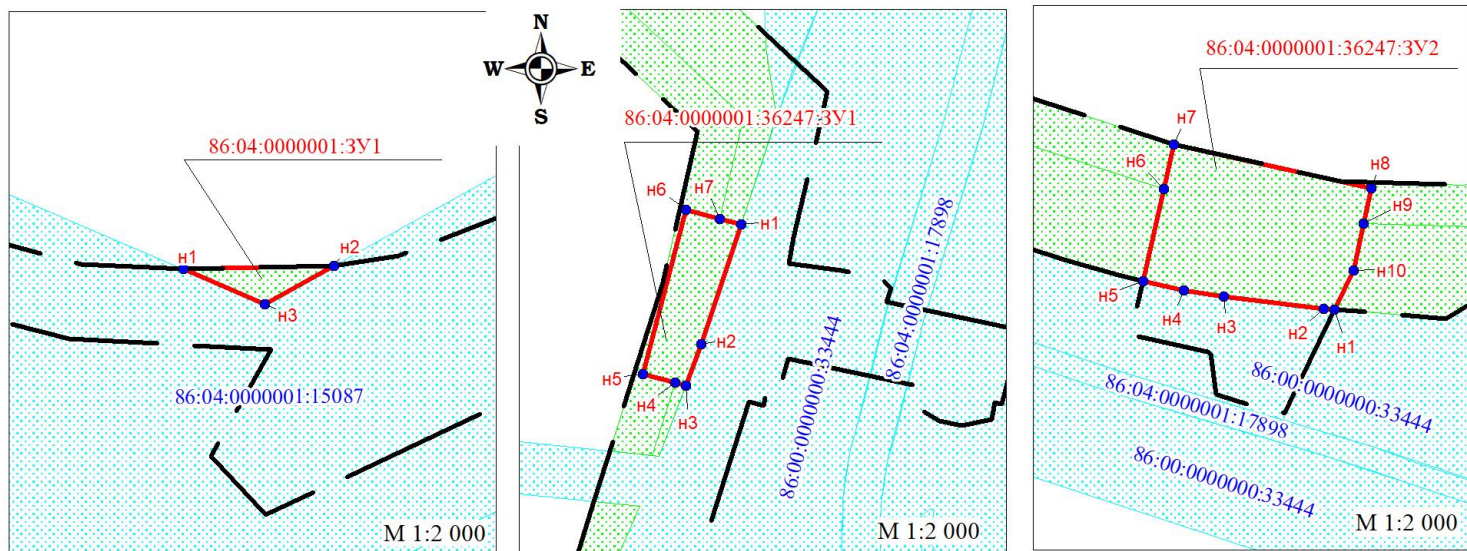 86:04:0000001:ЗУ1
н1
н2
н3
86:04:0000001:15087
М 1:2 000
N
W
E
S
86:04:0000001:36247:ЗУ1
н6
н7
н1
н2
н5
н4
н3
86:00:0000000:33444
86:04:0000001:17898
М 1:2 000
86:04:0000001:36247:ЗУ2
н7
н6
н8
н9
н10
н5
н4
н3
н2
н1
86:04:0000001:17898
86:00:0000000:33444
86:00:0000000:33444
М 1:2 000